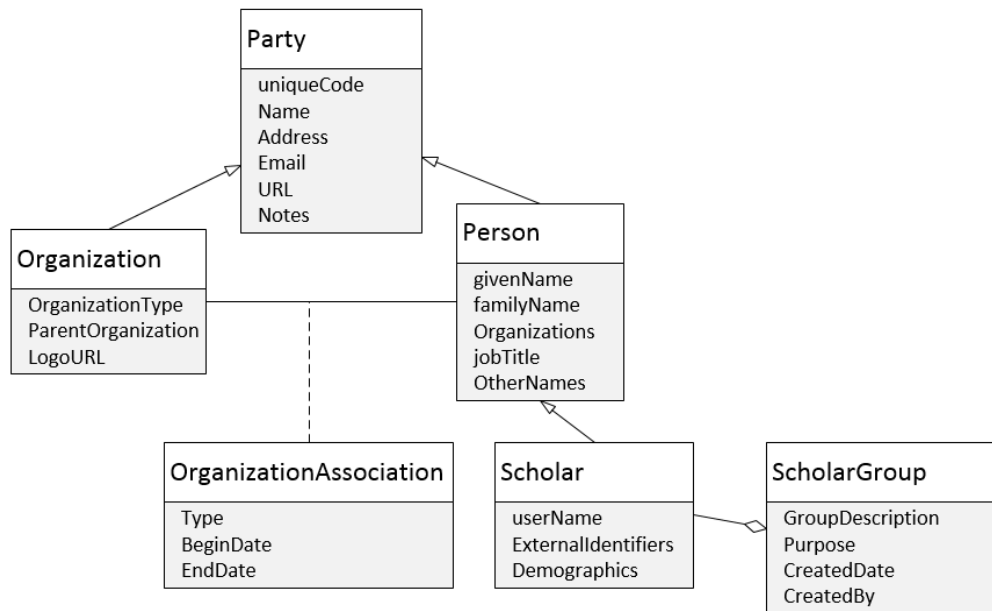 Party
uniqueCode
Name
Address
Email
URL
Notes
Organization
OrganizationType
ParentOrganization
LogoURL
Person
givenName
familyName
Organizations
jobTitle
OtherNames
OrganizationAssociation
Type
BeginDate
EndDate
Scholar
userName
ExternalIdentifiers
Demographics
ScholarGroup
GroupDescription
Purpose
CreatedDate
CreatedBy